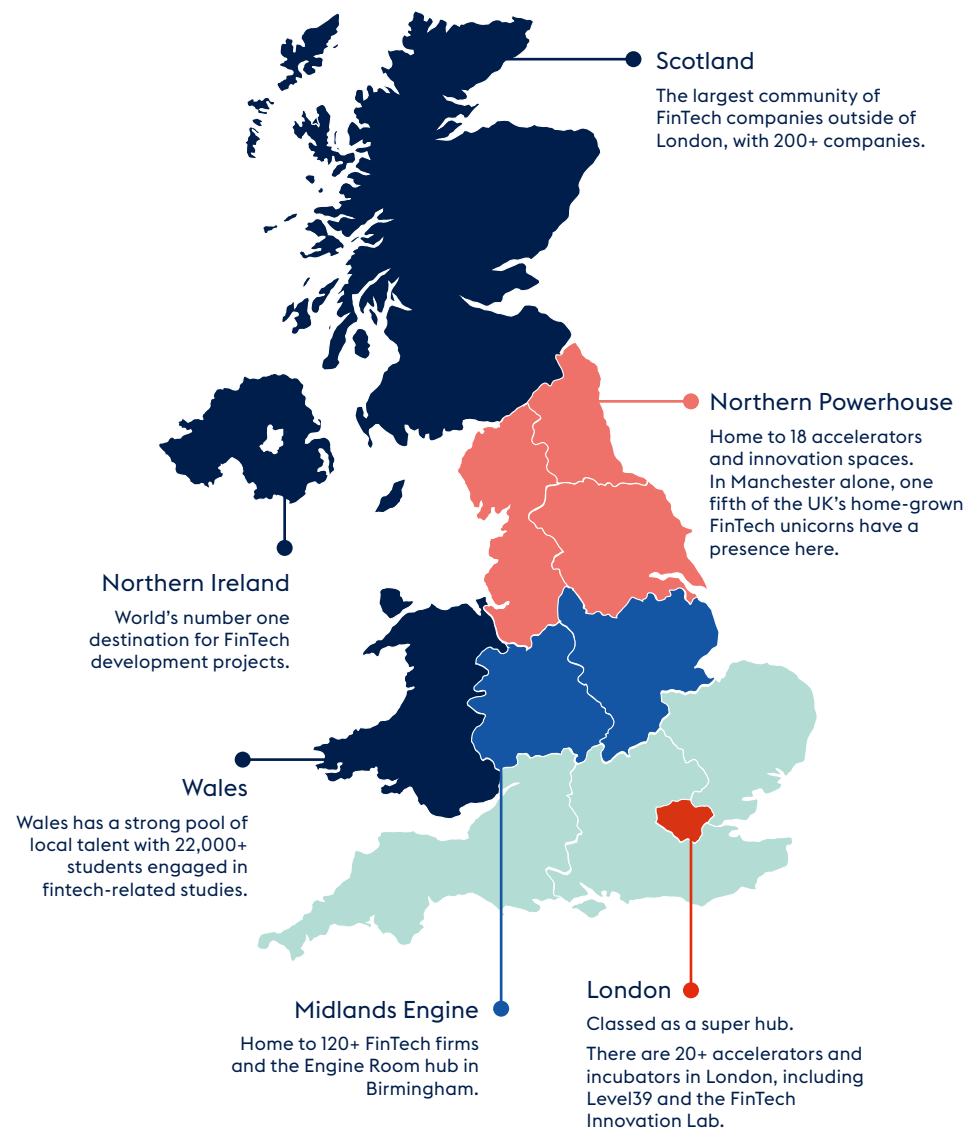 Scotland
The largest community of
FinTech companies outside of
London, with 200+ companies.
Northern Powerhouse
Home to 18 accelerators
and innovation spaces.
In Manchester alone, one
fifth of the UK's home-grown
FinTech unicorns have a
presence here.
Northern Ireland
World's number one
destination for FinTech
development projects.
Wales
Wales has a strong pool of
local talent with 22,000+
students engaged in
fintech-related studies.
Midlands Engine
Home to 120+ FinTech firms
and the Engine Room hub in
Birmingham.
London
Classed as a super hub.
There are 20+ accelerators and
incubators in London, including
Level39 and the FinTech
Innovation Lab.